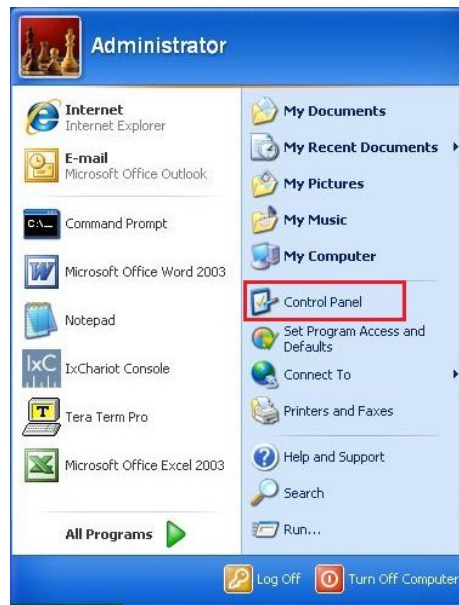 Administrator
Internet
Internet Explorer
E-mail
Microsoft Office Outlook
C:\_
Command Prompt
W
Microsoft Office Word 2003
Notepad
IxC
IxChariot Console
T
Tera Term Pro
X
Microsoft Office Excel 2003
All Programs
My Documents
My Recent Documents
My Pictures
My Music
My Computer
Control Panel
Set Program Access and
Defaults
Connect To
Printers and Faxes
Help and Support
Search
Run...
Log Off
Turn Off Computer